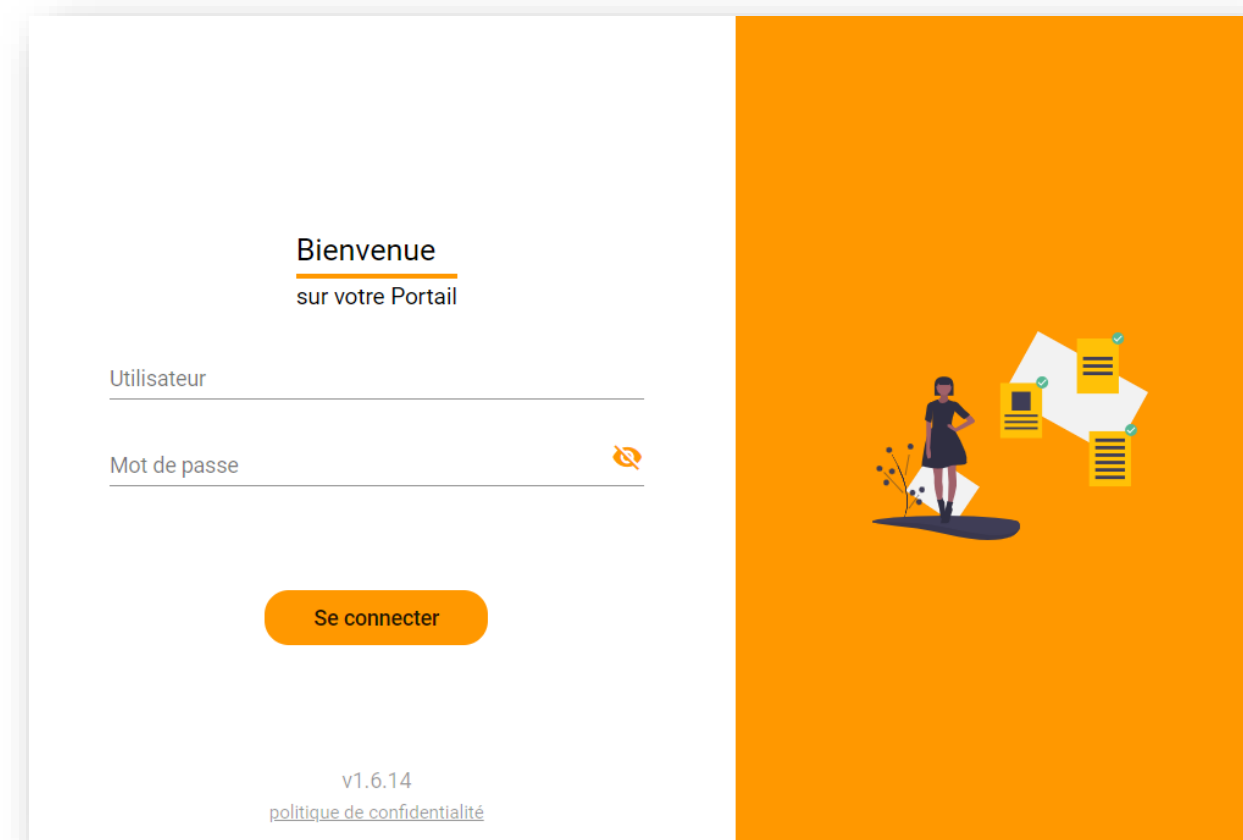 Bienvenue
sur votre Portail
Utilisateur
Mot de passe
Se connecter
v1.6.14
politique de confidentialité